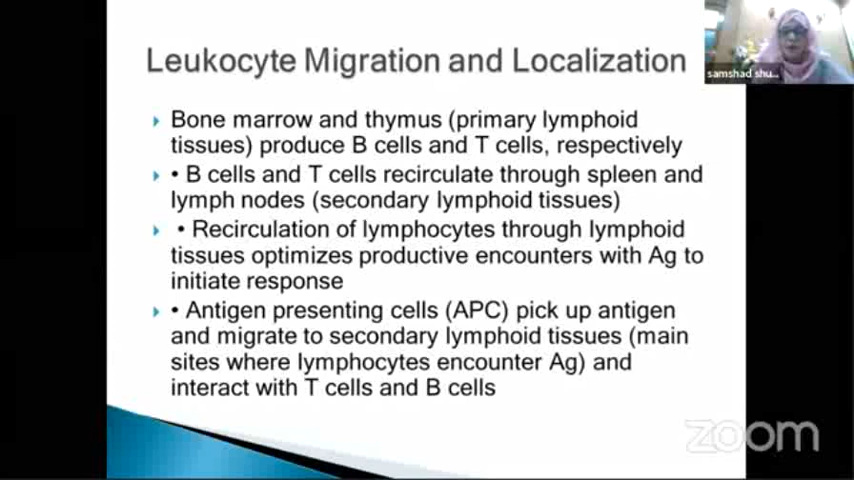 Leukocyte Migration and Localization
samshad shu...
Bone marrow and thymus (primary lymphoid
tissues) produce B cells and T cells, respectively
• B cells and T cells recirculate through spleen and
lymph nodes (secondary lymphoid tissues)
• Recirculation of lymphocytes through lymphoid
tissues optimizes productive encounters with Ag to
initiate response
• Antigen presenting cells (APC) pick up antigen
and migrate to secondary lymphoid tissues (main
sites where lymphocytes encounter Ag) and
interact with T cells and B cells
zoom